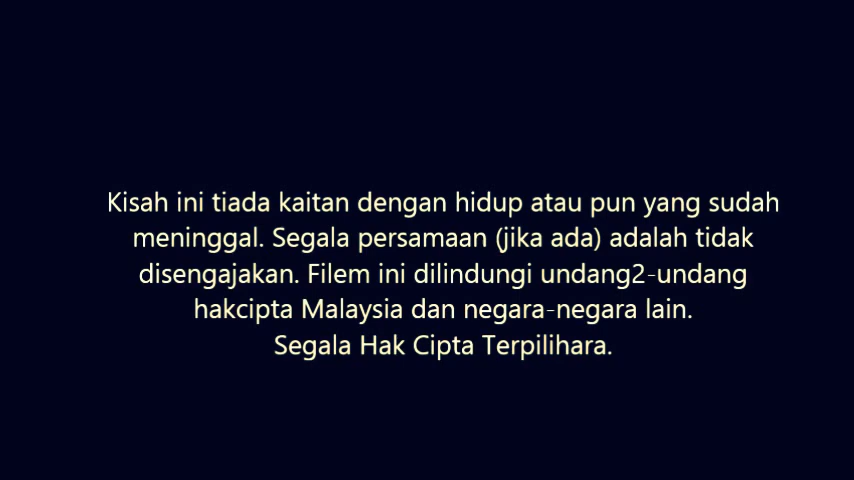 Kisah ini tiada kaitan dengan hidup atau pun yang sudah
meninggal. Segala persamaan (jika ada) adalah tidak
disengajakan. Filem ini dilindungi undang2-undang
hakcipta Malaysia dan negara-negara lain.
Segala Hak Cipta Terpilihara.